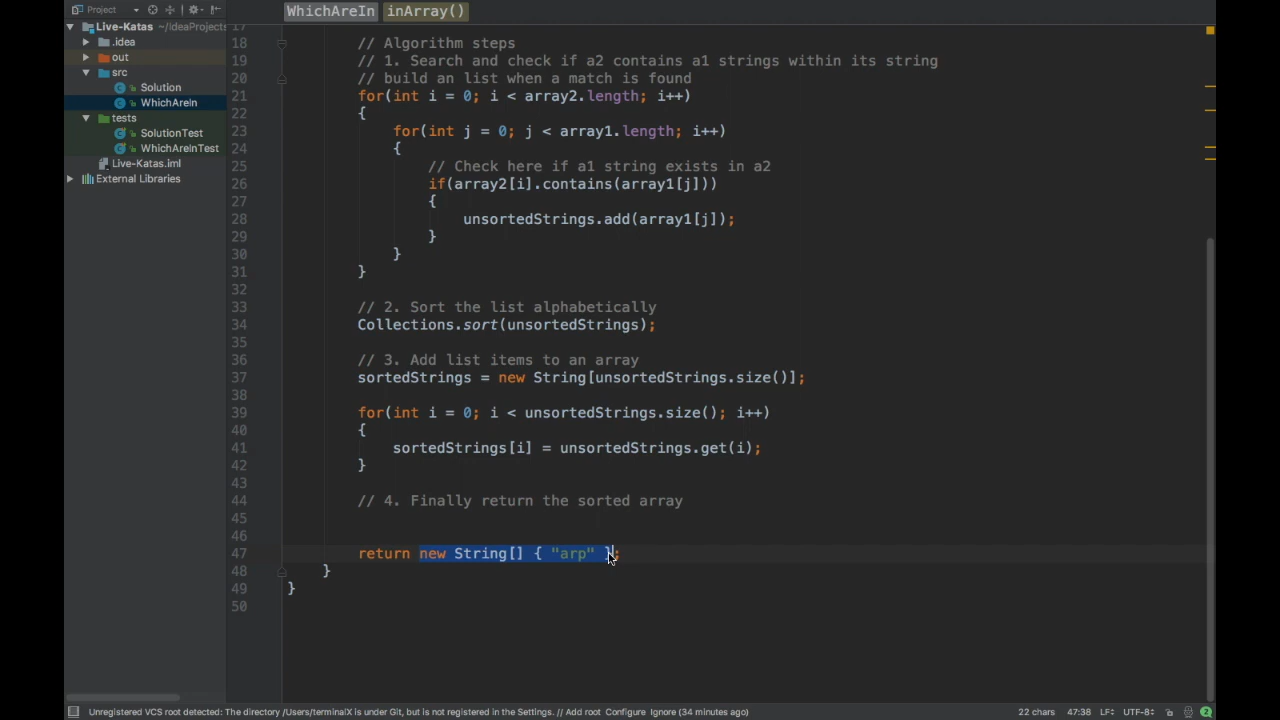 Project
WhichAreIn inArray()
Live-Katas ~/ideaProjects
.idea
out
src
Solution
WhichAreIn
tests
SolutionTest
WhichAreInTest
Live-Katas.iml
External Libraries
17
18 // Algorithm steps
19 // 1. Search and check if a2 contains a1 strings within its string
20 // build an list when a match is found
21 for(int i = 0; i < array2.length; i++)
22 {
23 for(int j = 0; j < array1.length; i++)
24 {
25 // Check here if a1 string exists in a2
26 if(array2[i].contains(array1[j]))
27 {
28 unsortedStrings.add(array1[j]);
29 }
30 }
31 }
32
33 // 2. Sort the list alphabetically
34 Collections.sort(unsortedStrings);
35
36 // 3. Add list items to an array
37 sortedStrings = new String[unsortedStrings.size()];
38
39 for(int i = 0; i < unsortedStrings.size(); i++)
40 {
41 sortedStrings[i] = unsortedStrings.get(i);
42 }
43
44 // 4. Finally return the sorted array
45
46
47 return new String[] { "arp" };
48 }
49 }
50
Unregistered VCS root detected: The directory /Users/terminalX is under Git, but is not registered in the Settings. // Add root Configure Ignore (34 minutes ago) 22 chars 47:38 LF÷ UTF-8÷ 2